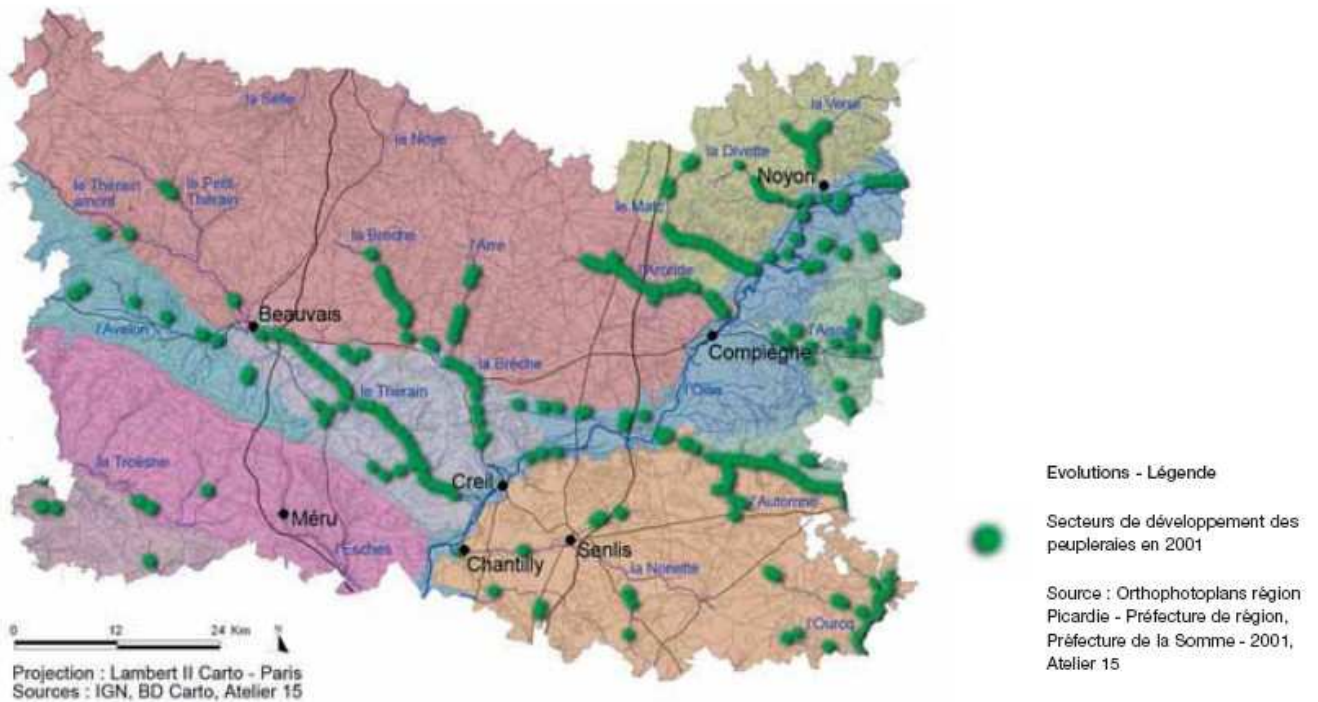 la Selle
la Noye
la Verse
la Divette
Noyon
le Thérain
amont
le Petit
Thérain
le Matz
la Brèche
l'Arre
l'Aronde
Beauvais
l'Avelon
Compiègne
la Brèche
l'Oise
le Thérain
la Troësne
Creil
l'Automne
Méru
l'Esches
Chantilly
Senlis
la Nonette
l'Ourcq
0 12 24 Km
N
Projection : Lambert II Carto - Paris
Sources : IGN, BD Carto, Atelier 15
Evolutions - Légende
Secteurs de développement des
peupleraies en 2001
Source : Orthophotoplans région
Picardie - Préfecture de région,
Préfecture de la Somme - 2001,
Atelier 15